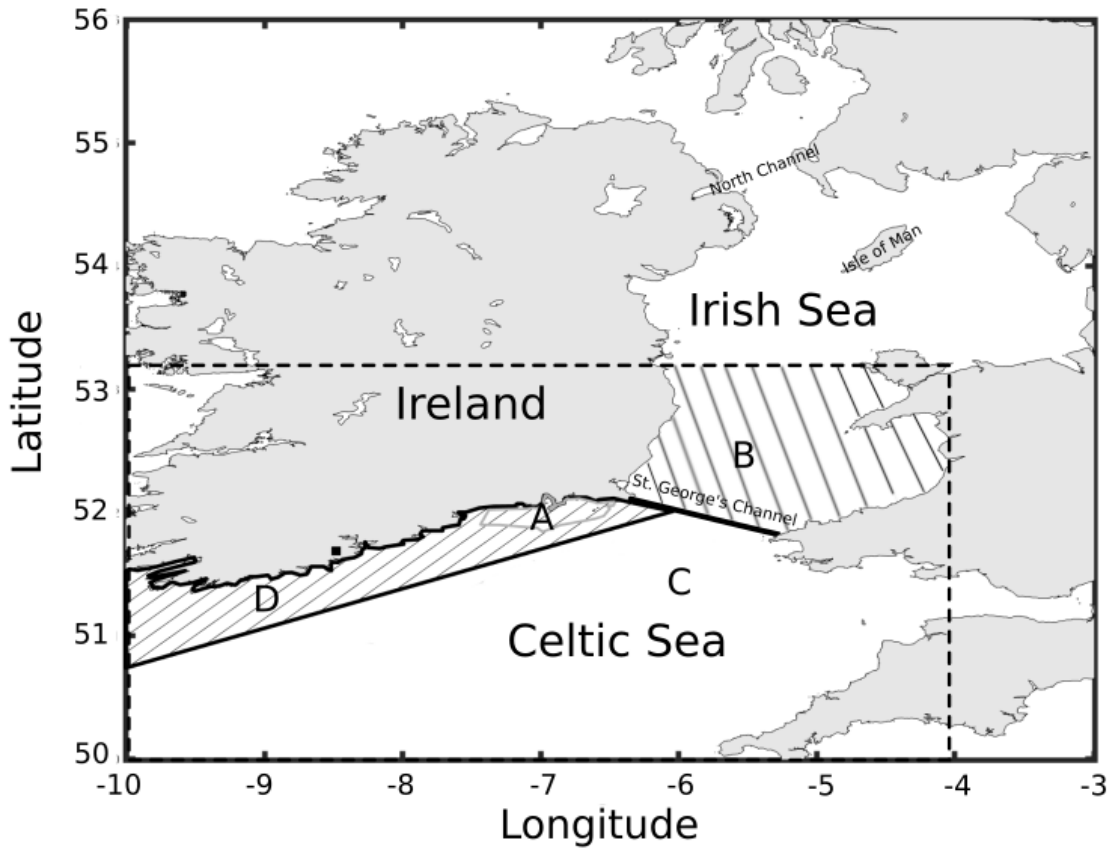 56
55
54
53
52
51
50
Latitude
North Channel
Isle of Man
Irish Sea
Ireland
B
St. George's Channel
A
D
C
Celtic Sea
-10
-9
-8
-7
-6
-5
-4
-3
Longitude